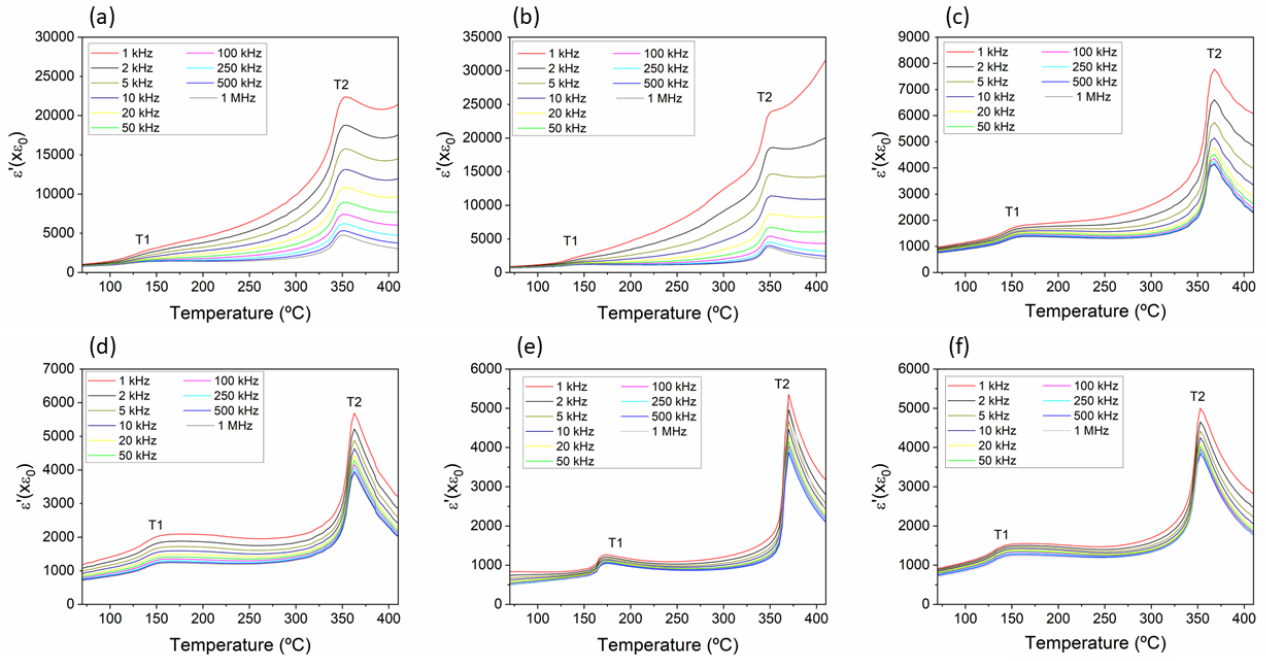 (a)
30000
25000
20000
15000
10000
5000
0
ε'(xε0)
1 kHz 100 kHz
2 kHz 250 kHz
5 kHz 500 kHz
10 kHz 1 MHz
20 kHz
50 kHz
T1
T2
100 150 200 250 300 350 400
Temperature (ºC)
(b)
35000
30000
25000
20000
15000
10000
5000
0
ε'(xε0)
1 kHz 100 kHz
2 kHz 250 kHz
5 kHz 500 kHz
10 kHz 1 MHz
20 kHz
50 kHz
T1
T2
100 150 200 250 300 350 400
Temperature (ºC)
(c)
9000
8000
7000
6000
5000
4000
3000
2000
1000
0
ε'(xε0)
1 kHz 100 kHz
2 kHz 250 kHz
5 kHz 500 kHz
10 kHz 1 MHz
20 kHz
50 kHz
T1
T2
100 150 200 250 300 350 400
Temperature (ºC)
(d)
7000
6000
5000
4000
3000
2000
1000
0
ε'(xε0)
1 kHz 100 kHz
2 kHz 250 kHz
5 kHz 500 kHz
10 kHz 1 MHz
20 kHz
50 kHz
T1
T2
100 150 200 250 300 350 400
Temperature (ºC)
(e)
6000
5000
4000
3000
2000
1000
0
ε'(xε0)
1 kHz 100 kHz
2 kHz 250 kHz
5 kHz 500 kHz
10 kHz 1 MHz
20 kHz
50 kHz
T1
T2
100 150 200 250 300 350 400
Temperature (ºC)
(f)
6000
5000
4000
3000
2000
1000
0
ε'(xε0)
1 kHz 100 kHz
2 kHz 250 kHz
5 kHz 500 kHz
10 kHz 1 MHz
20 kHz
50 kHz
T1
T2
100 150 200 250 300 350 400
Temperature (ºC)